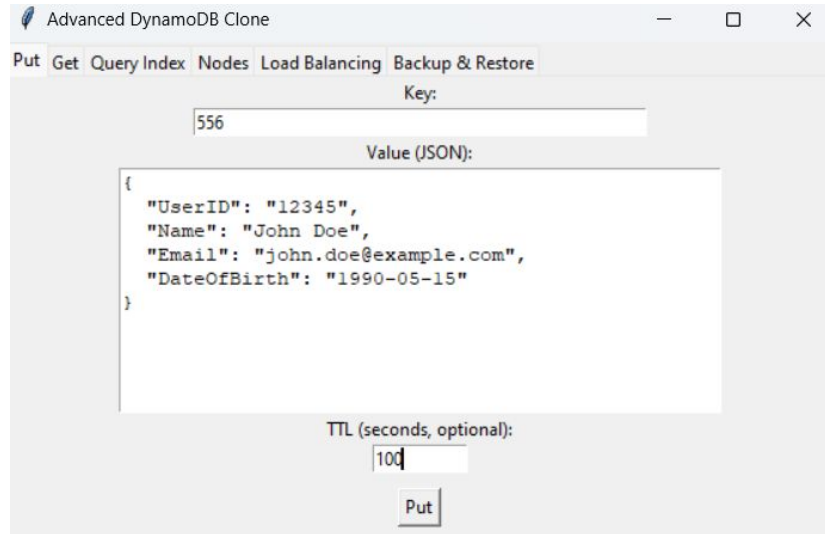 Advanced DynamoDB Clone
Put Get Query Index Nodes Load Balancing Backup & Restore
Key:
556
Value (JSON):
{
  "UserID": "12345",
  "Name": "John Doe",
  "Email": "john.doe@example.com",
  "DateOfBirth": "1990-05-15"
}
TTL (seconds, optional):
100
Put